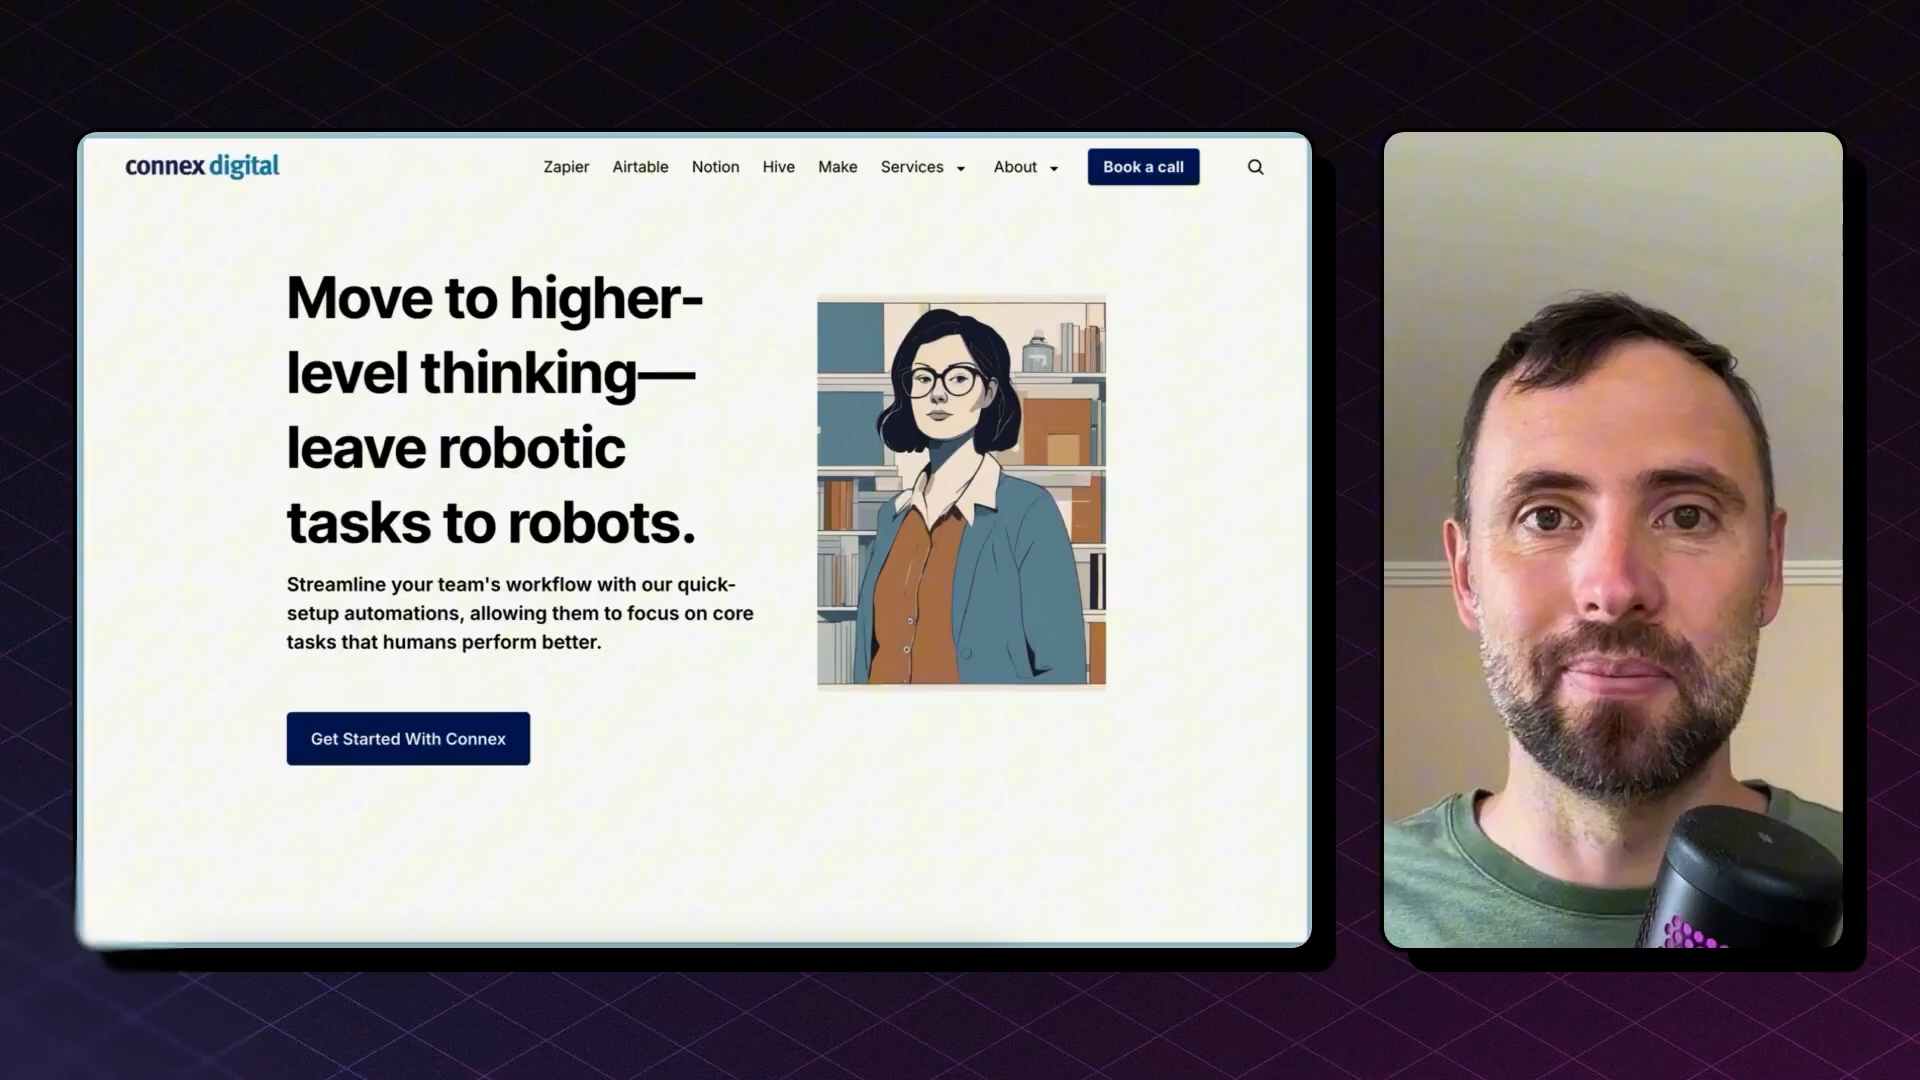 connex digital
Zapier Airtable Notion Hive Make Services About Book a call
Move to higher-
level thinking—
leave robotic
tasks to robots.
Streamline your team's workflow with our quick-
setup automations, allowing them to focus on core
tasks that humans perform better.
Get Started With Connex